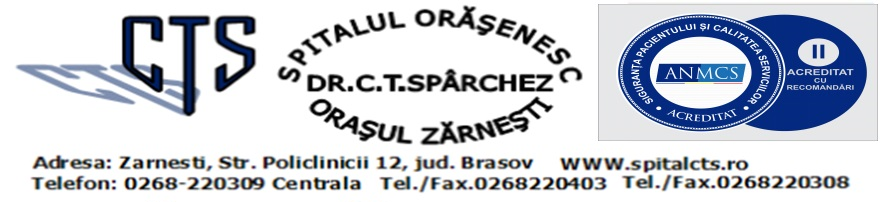 CTS
SPITALUL ORĂŞENESC
DR.C.T.SPÂRCHEZ
ORAŞUL ZĂRNEŞTI
SIGURANȚA PACIENTULUI ȘI CALITATEA SERVICIILOR
ANMCS
ACREDITAT
II
ACREDITAT
CU
RECOMANDĂRI
Adresa: Zarnesti, Str. Policlinicii 12, jud. Brasov WWW.spitalcts.ro
Telefon: 0268-220309 Centrala Tel./Fax.0268220403 Tel./Fax.0268220308